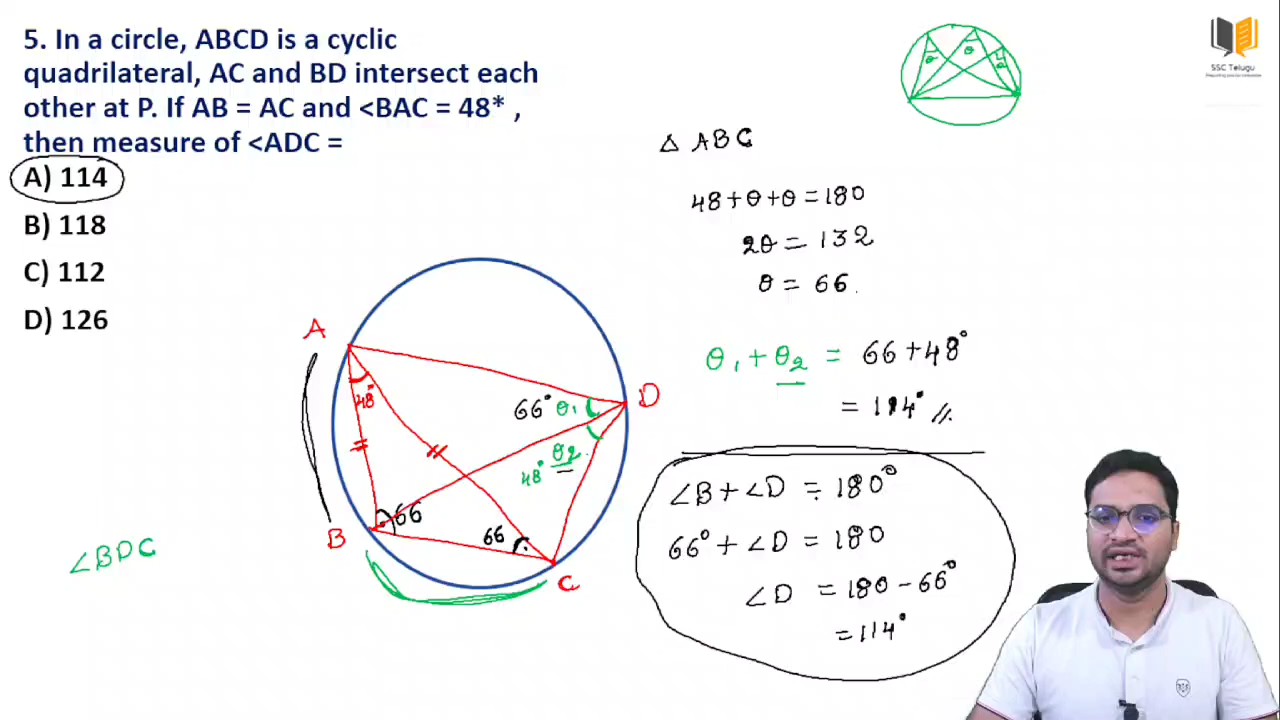 5. In a circle, ABCD is a cyclic
quadrilateral, AC and BD intersect each
other at P. If AB = AC and <BAC = 48* ,
then measure of <ADC =
A) 114
B) 118
C) 112
D) 126
SSC Telugu
θ θ θ
Δ ABC
48 + θ + θ = 180
2θ = 132
θ = 66.
θ₁ + θ₂ = 66 + 48°
= 114° //.
∠B + ∠D = 180°
66° + ∠D = 180
∠D = 180 - 66°
= 114°
A
48°
D
66° θ₁
48° θ₂
B
66
66
C
∠BDC